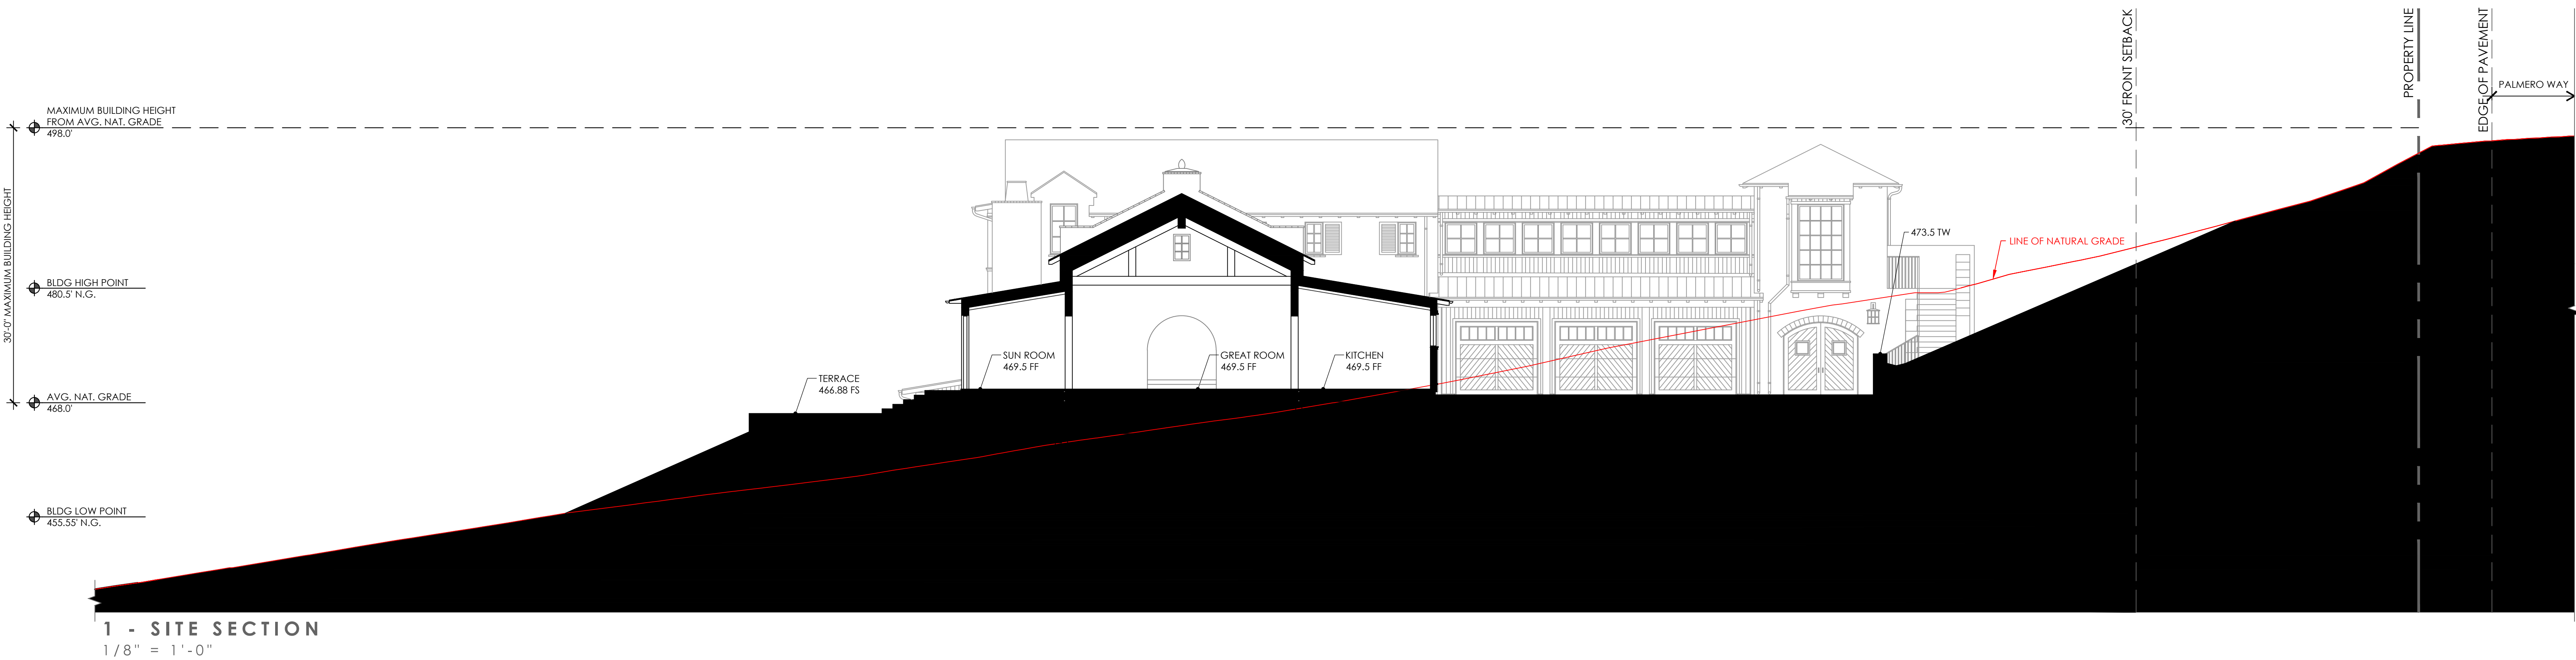 30' FRONT SETBACK
PROPERTY LINE
EDGE OF PAVEMENT
PALMERO WAY
MAXIMUM BUILDING HEIGHT
FROM AVG. NAT. GRADE
498.0'
30'-0" MAXIMUM BUILDING HEIGHT
473.5 TW
LINE OF NATURAL GRADE
BLDG HIGH POINT
480.5' N.G.
SUN ROOM
469.5 FF
GREAT ROOM
469.5 FF
KITCHEN
469.5 FF
TERRACE
466.88 FS
AVG. NAT. GRADE
468.0'
BLDG LOW POINT
455.55' N.G.
1 - SITE SECTION
1/8" = 1'-0"